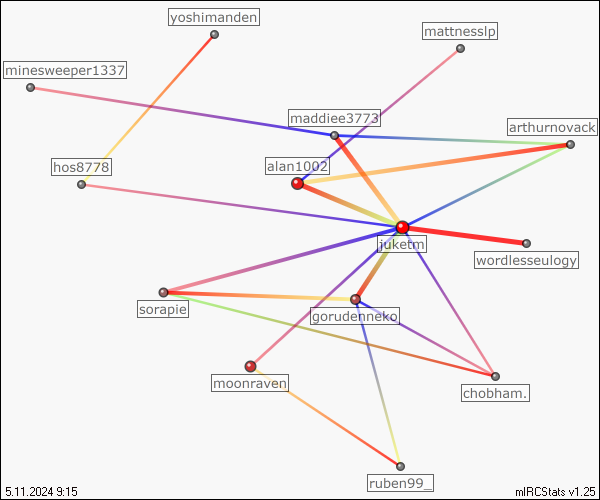 yoshimanden
mattnesslp
minesweeper1337
maddiee3773
arthurnovack
alan1002
hos8778
juketm
wordlesseulogy
sorapie
gorudenneko
moonraven
chobham.
ruben99_
5.11.2024 9:15
mIRCStats v1.25